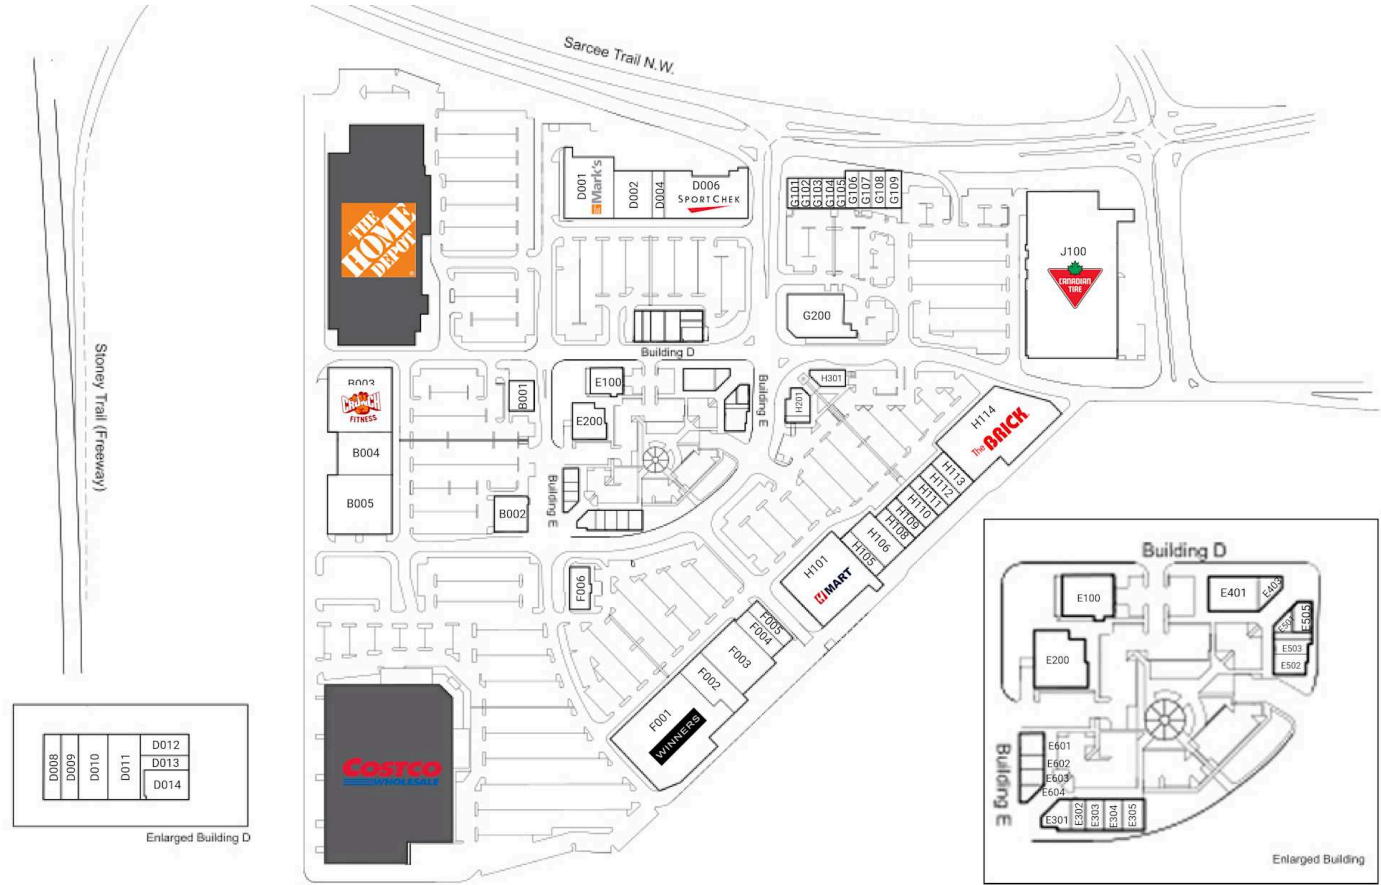 Sarcee Trail N.W.
Stoney Trail (Freeway)
THE
HOME
DEPOT
D001
Mark's
D002
D004
D006
SPORTCHEK
G101
G102
G103
G104
G105
G106
G107
G108
G109
J100
CANADIAN
TIRE
G200
Building D
B003
CRUNCH
FITNESS
B004
B005
B001
B002
E100
E200
Building E
Building E
H301
H201
H114
The BRICK
H113
H112
H111
H110
H109
H108
H106
H105
H101
H MART
F006
F005
F004
F003
F002
F001
WINNERS
COSTCO
WHOLESALE
D008
D009
D010
D011
D012
D013
D014
Enlarged Building D
Building D
E100
E401
E403
E505
E503
E502
E200
Building E
E601
E602
E603
E604
E301
E302
E303
E304
E305
Enlarged Building